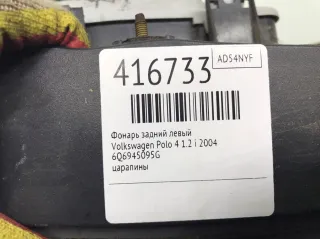 416733
AD54NYF
Фонарь задний левый
Volkswagen Polo 4 1.2 i 2004
6Q6945095G
царапины